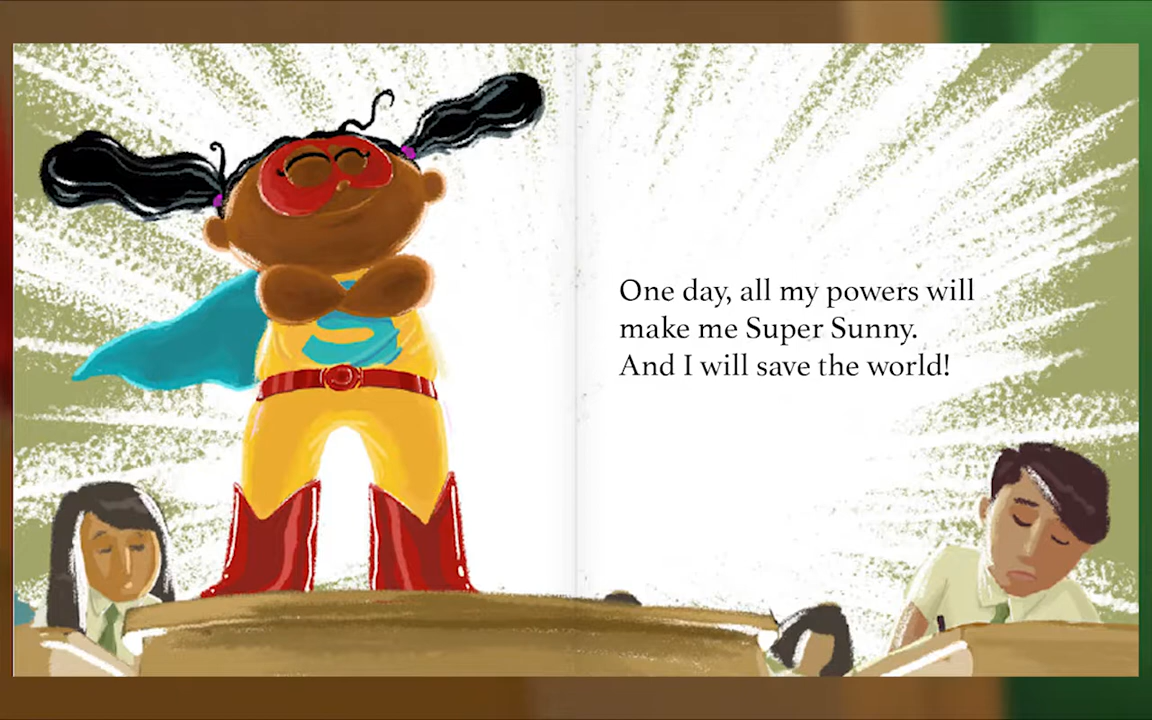 One day, all my powers will
make me Super Sunny.
And I will save the world!